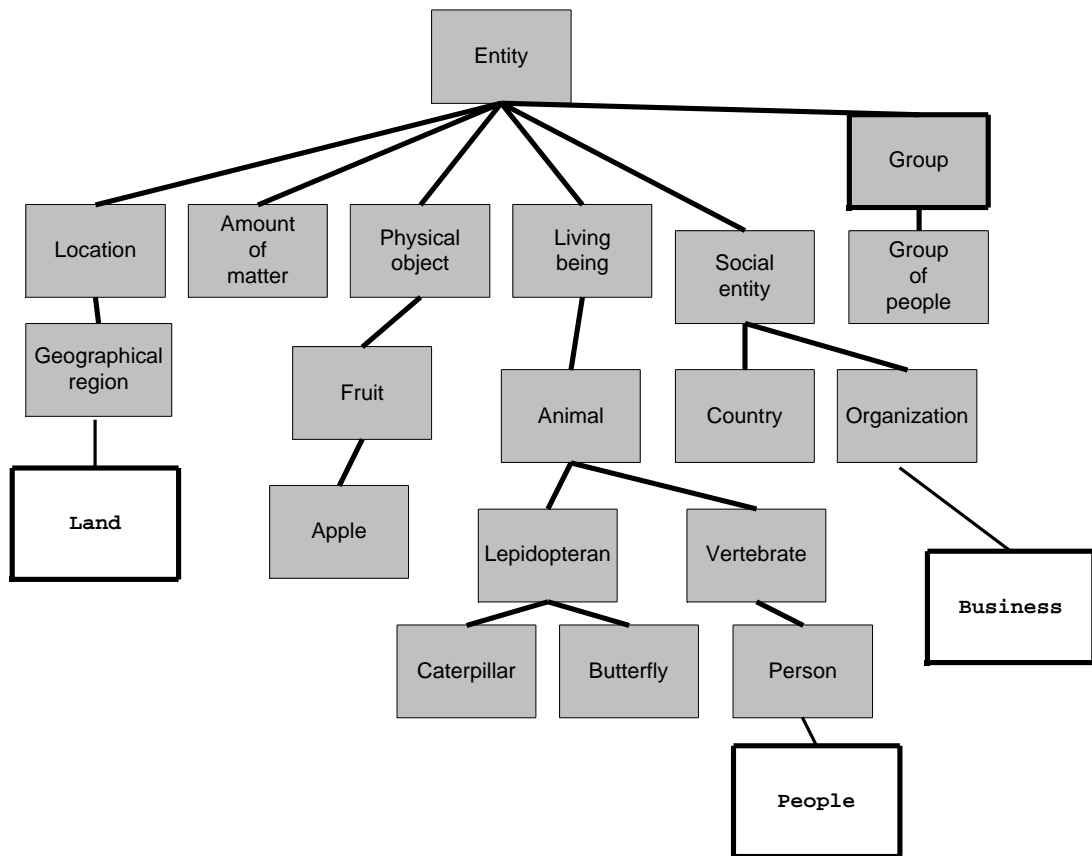 Entity
Group
Location
Amount
of
matter
Physical
object
Living
being
Social
entity
Group
of
people
Geographical
region
Fruit
Animal
Country
Organization
Land
Apple
Lepidopteran
Vertebrate
Business
Caterpillar
Butterfly
Person
People